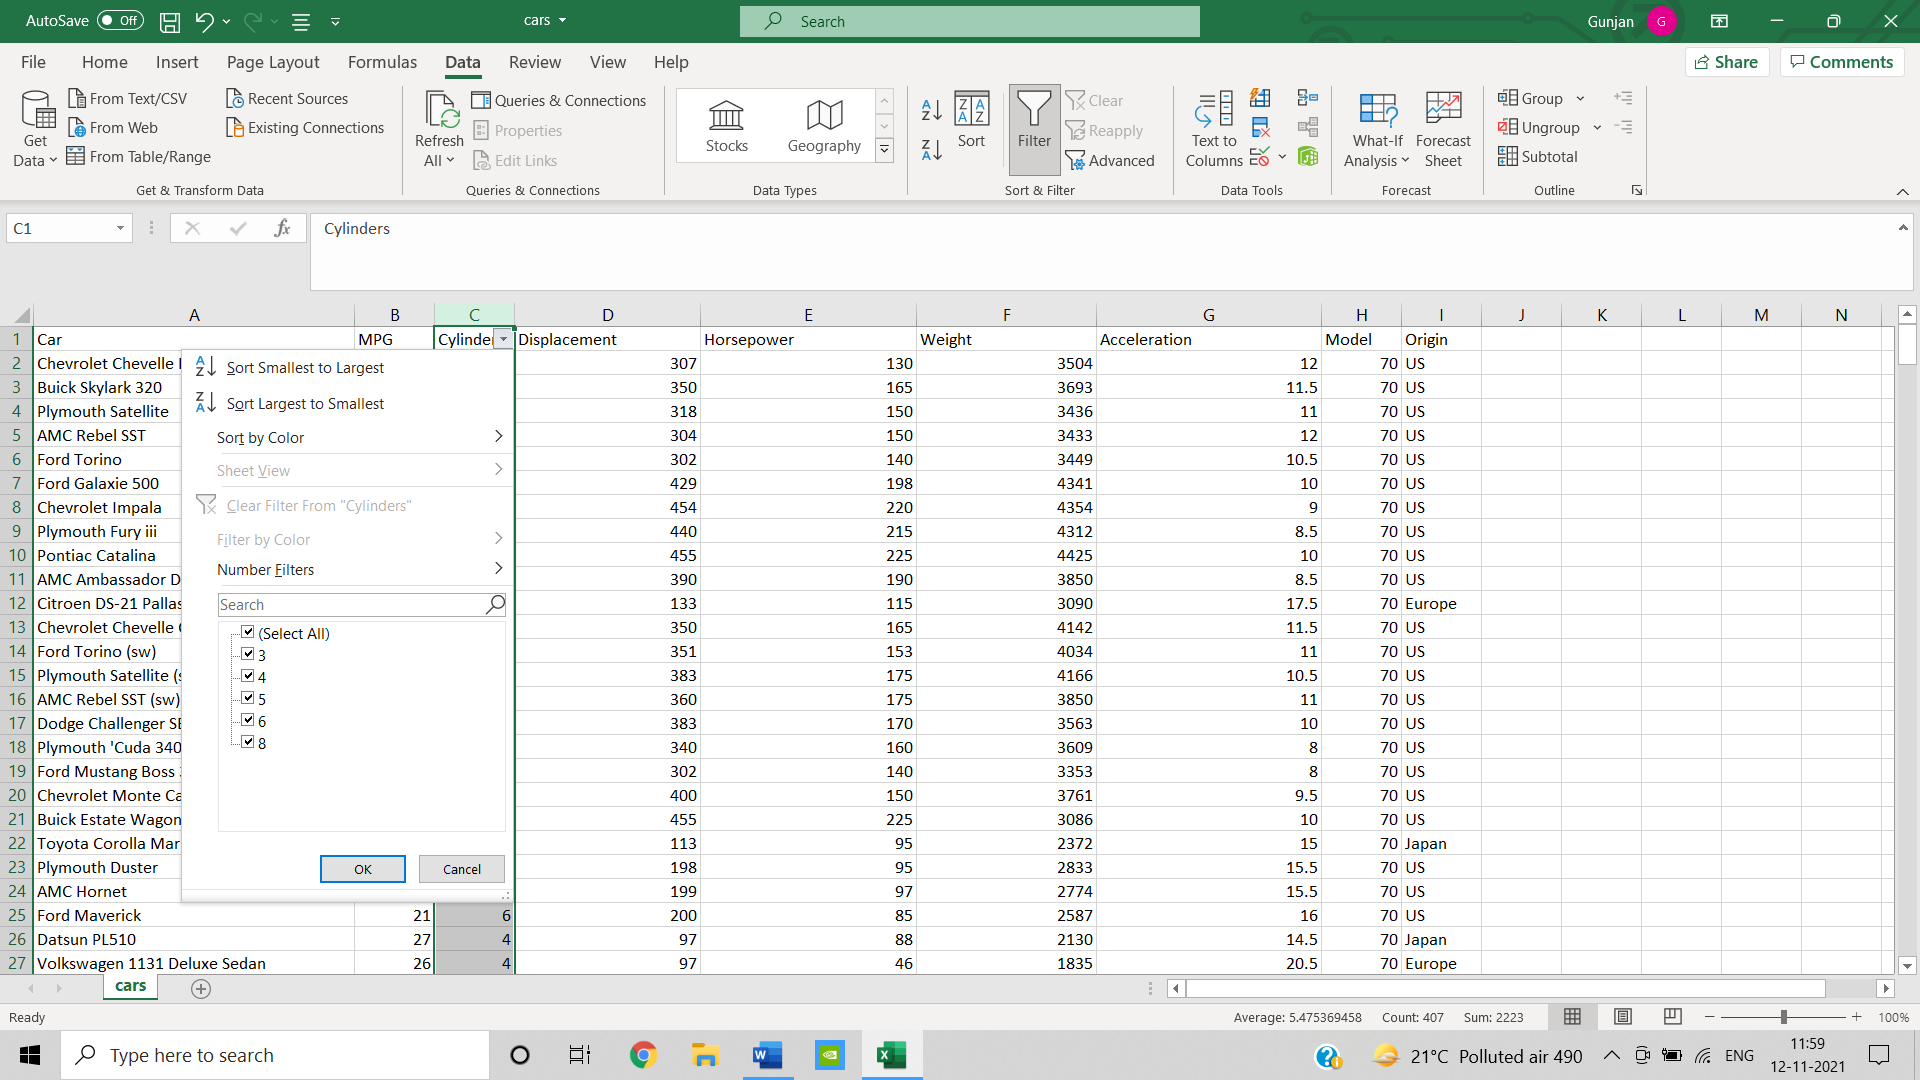 AutoSave Off cars Search Gunjan G
File Home Insert Page Layout Formulas Data Review View Help Share Comments
From Text/CSV Recent Sources Queries & Connections Clear Group
From Web Existing Connections Properties Reapply Ungroup
From Table/Range Edit Links Advanced Subtotal
Get Data Refresh All Stocks Geography Sort Filter Text to Columns What-If Analysis Forecast Sheet
Get & Transform Data Queries & Connections Data Types Sort & Filter Data Tools Forecast Outline
C1 fx Cylinders
A B C D E F G H I J K L M N
1 Car MPG Cylinder Displacement Horsepower Weight Acceleration Model Origin
2 Chevrolet Chevelle 307 130 3504 12 70 US
3 Buick Skylark 320 350 165 3693 11.5 70 US
4 Plymouth Satellite 318 150 3436 11 70 US
5 AMC Rebel SST 304 150 3433 12 70 US
6 Ford Torino 302 140 3449 10.5 70 US
7 Ford Galaxie 500 429 198 4341 10 70 US
8 Chevrolet Impala 454 220 4354 9 70 US
9 Plymouth Fury iii 440 215 4312 8.5 70 US
10 Pontiac Catalina 455 225 4425 10 70 US
11 AMC Ambassador D 390 190 3850 8.5 70 US
12 Citroen DS-21 Pallas 133 115 3090 17.5 70 Europe
13 Chevrolet Chevelle 350 165 4142 11.5 70 US
14 Ford Torino (sw) 351 153 4034 11 70 US
15 Plymouth Satellite (s 383 175 4166 10.5 70 US
16 AMC Rebel SST (sw) 360 175 3850 11 70 US
17 Dodge Challenger SE 383 170 3563 10 70 US
18 Plymouth 'Cuda 340 340 160 3609 8 70 US
19 Ford Mustang Boss 302 140 3353 8 70 US
20 Chevrolet Monte Ca 400 150 3761 9.5 70 US
21 Buick Estate Wagon 455 225 3086 10 70 US
22 Toyota Corolla Mar 113 95 2372 15 70 Japan
23 Plymouth Duster 198 95 2833 15.5 70 US
24 AMC Hornet 199 97 2774 15.5 70 US
25 Ford Maverick 21 6 200 85 2587 16 70 US
26 Datsun PL510 27 4 97 88 2130 14.5 70 Japan
27 Volkswagen 1131 Deluxe Sedan 26 4 97 46 1835 20.5 70 Europe
Sort Smallest to Largest
Sort Largest to Smallest
Sort by Color
Sheet View
Clear Filter From "Cylinders"
Filter by Color
Number Filters
Search
(Select All)
3
4
5
6
8
OK Cancel
cars
Ready Average: 5.475369458 Count: 407 Sum: 2223 100%
Type here to search 21°C Polluted air 490 ENG 11:59
12-11-2021